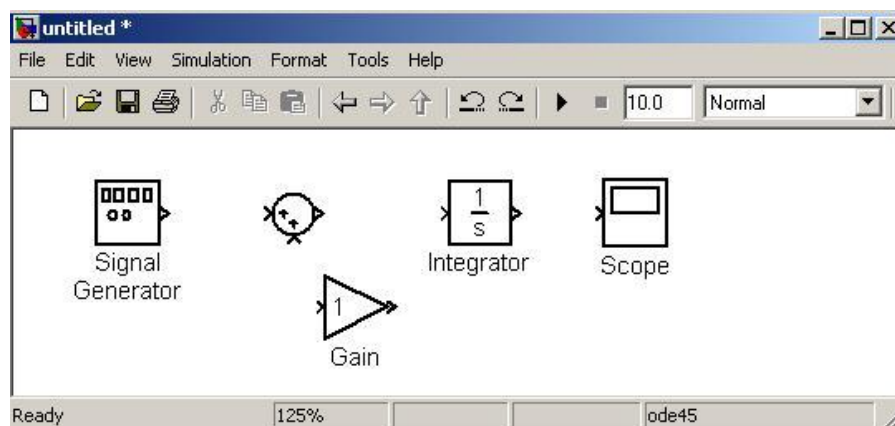 untitled *
File Edit View Simulation Format Tools Help
10.0 Normal
1
s
Signal
Generator
Integrator
Scope
1
Gain
Ready 125% ode45